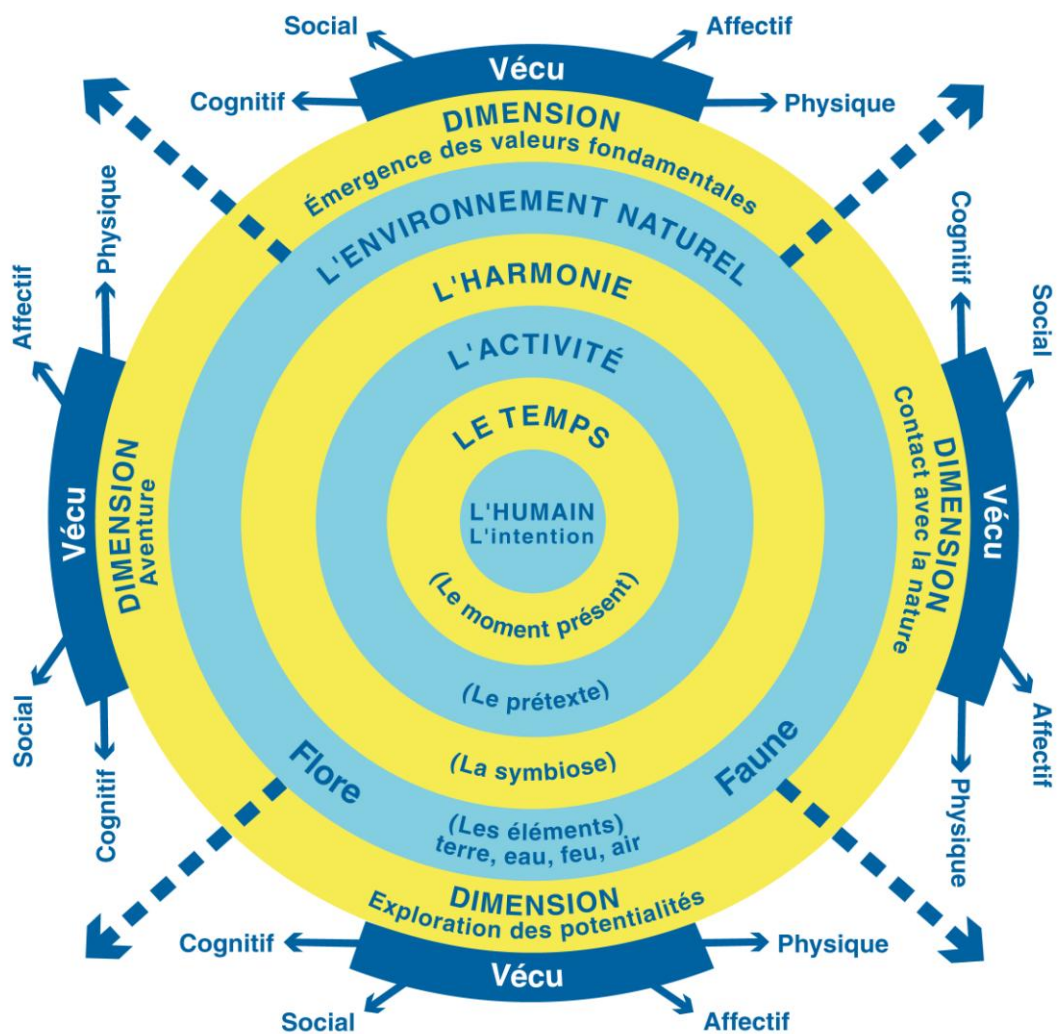 Social
Affectif
Vécu
Cognitif
Physique
DIMENSION
Émergence des valeurs fondamentales
L'ENVIRONNEMENT NATUREL
L'HARMONIE
L'ACTIVITÉ
LE TEMPS
L'HUMAIN
L'intention
(Le moment présent)
(Le prétexte)
(La symbiose)
Flore
Faune
(Les éléments)
terre, eau, feu, air
DIMENSION
Exploration des potentialités
Cognitif
Physique
Vécu
Social
Affectif
Physique
Affectif
Vécu
DIMENSION
Aventure
Social
Cognitif
Cognitif
Social
DIMENSION
Contact avec la nature
Vécu
Affectif
Physique